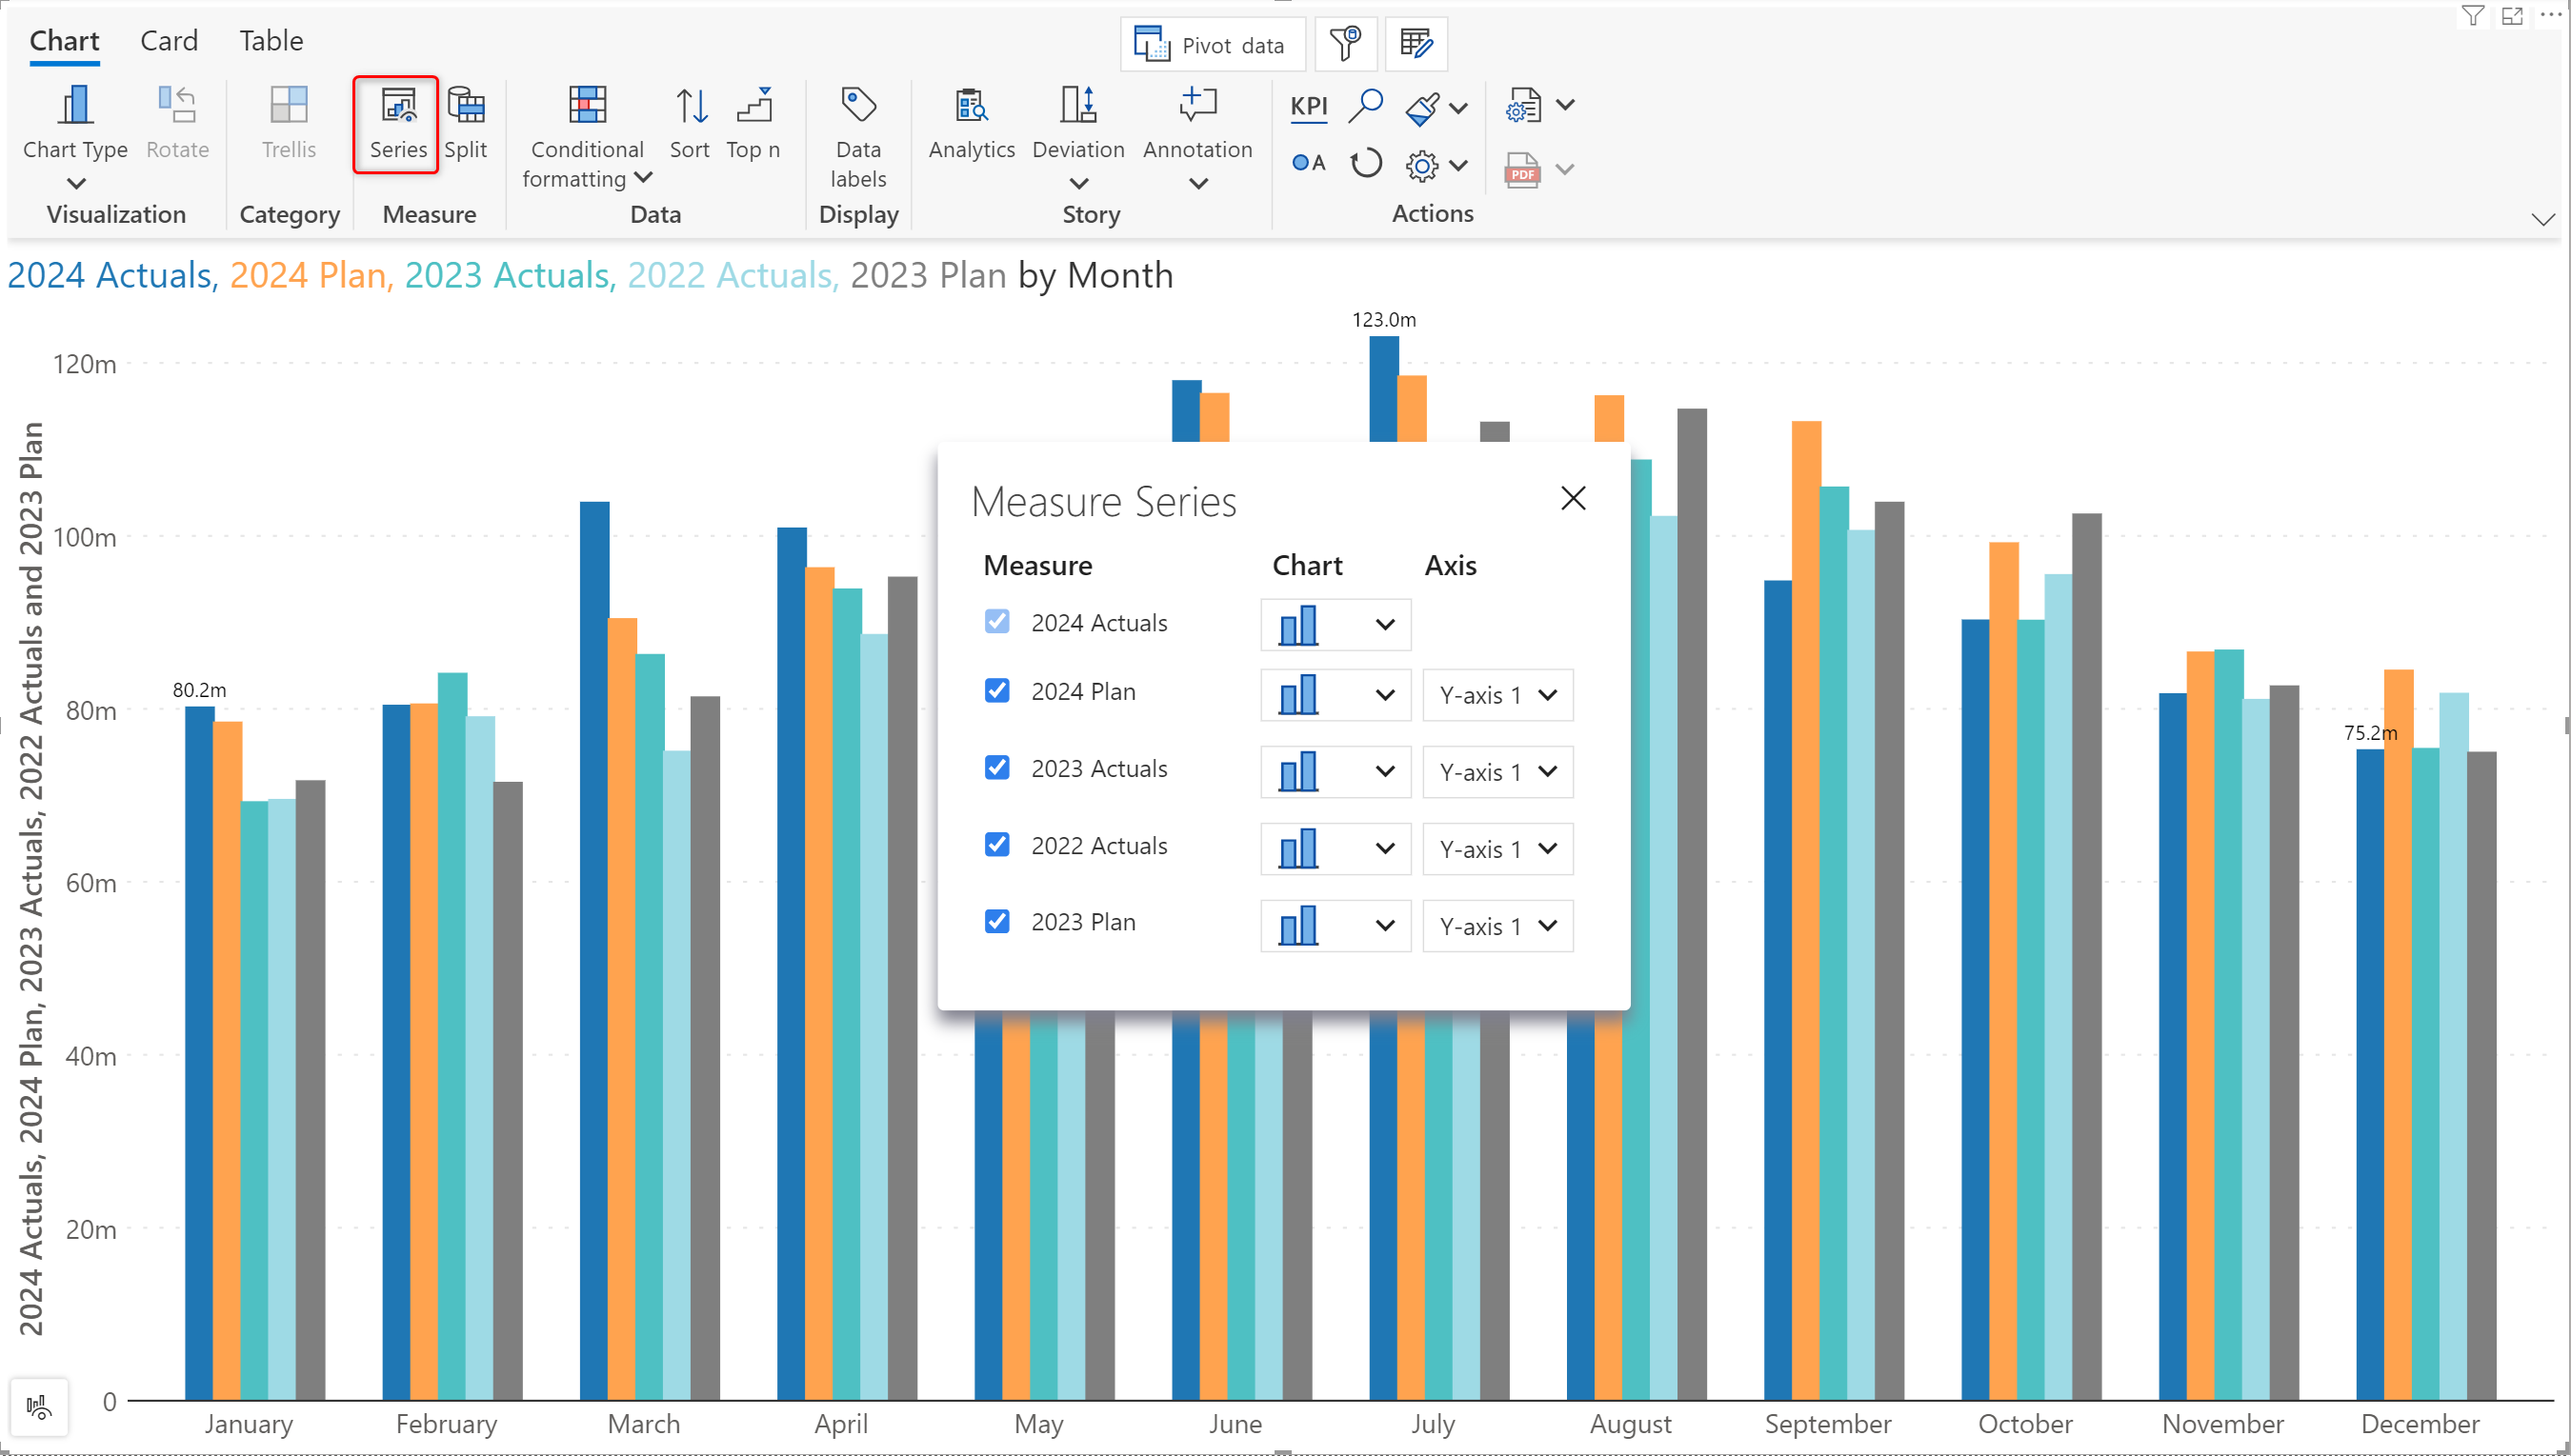 Chart Card Table
Pivot data
Chart Type Rotate Trellis Series Split Conditional formatting Sort Top n Data labels Analytics Deviation Annotation KPI
A
PDF
Visualization Category Measure Data Display Story Actions
2024 Actuals, 2024 Plan, 2023 Actuals, 2022 Actuals, 2023 Plan by Month
2024 Actuals, 2024 Plan, 2023 Actuals, 2022 Actuals and 2023 Plan
120m
100m
80m
60m
40m
20m
0
80.2m
123.0m
75.2m
Measure Series
Measure Chart Axis
2024 Actuals
2024 Plan Y-axis 1
2023 Actuals Y-axis 1
2022 Actuals Y-axis 1
2023 Plan Y-axis 1
January February March April May June July August September October November December